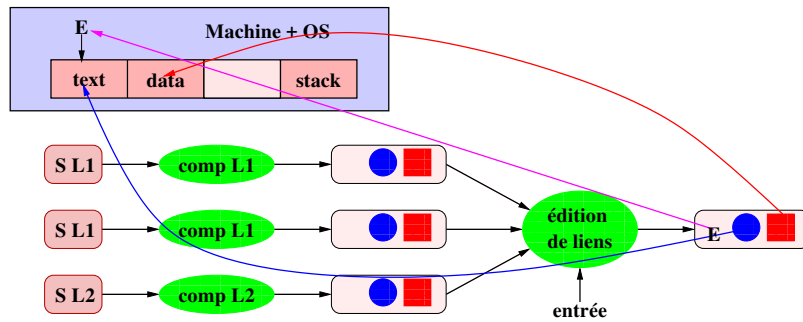 E Machine + OS
text data stack
S L1 comp L1
S L1 comp L1 édition
de liens E
S L2 comp L2
entrée